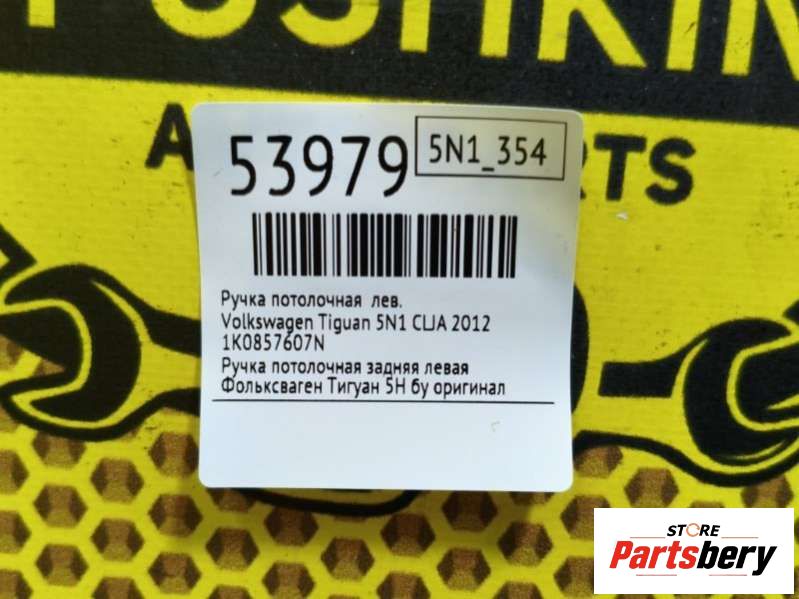 53979
5N1_354
Ручка потолочная лев.
Volkswagen Tiguan 5N1 CLJA 2012
1K0857607N
Ручка потолочная задняя левая
Фольксваген Тигуан 5Н бу оригинал
STORE
Partsbery